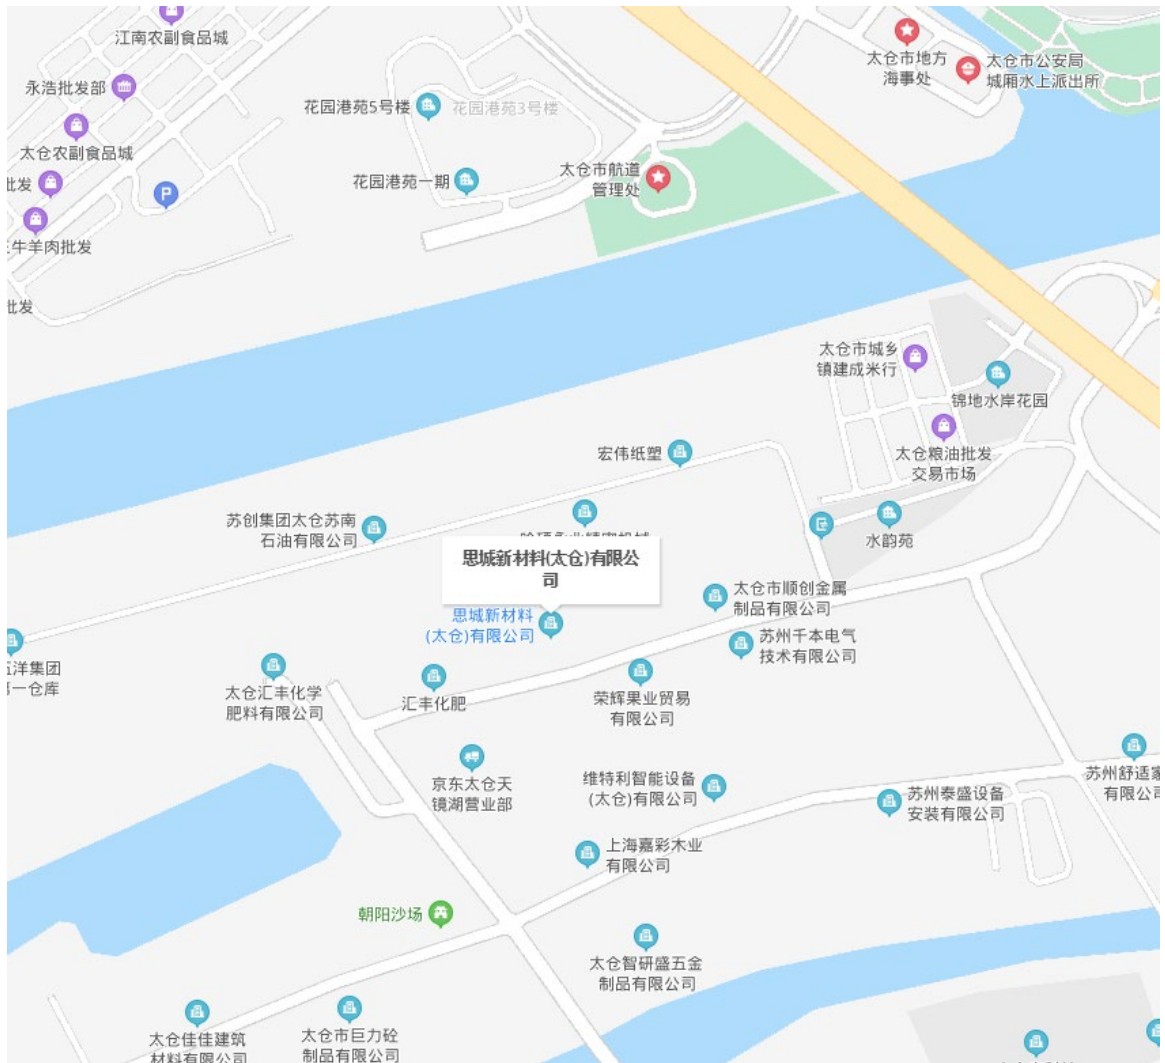 江南农副食品城
永浩批发部
太仓农副食品城
批发
牛羊肉批发
批发
P
花园港苑5号楼
花园港苑3号楼
花园港苑一期
太仓市航道
管理处
太仓市地方
海事处
太仓市公安局
城厢水上派出所
太仓市城乡
镇建成米行
锦地水岸花园
太仓粮油批发
交易市场
水韵苑
宏伟纸塑
苏创集团太仓苏南
石油有限公司
思城新材料(太仓)有限公
司
思城新材料
(太仓)有限公司
太仓市顺创金属
制品有限公司
苏州千本电气
技术有限公司
荣辉果业贸易
有限公司
汇丰化肥
太仓汇丰化学
肥料有限公司
洋集团
一仓库
京东太仓天
镜湖营业部
维特利智能设备
(太仓)有限公司
苏州泰盛设备
安装有限公司
苏州舒适家
有限公司
上海嘉彩木业
有限公司
朝阳沙场
太仓智研盛五金
制品有限公司
太仓佳佳建筑
材料有限公司
太仓市巨力砼
制品有限公司